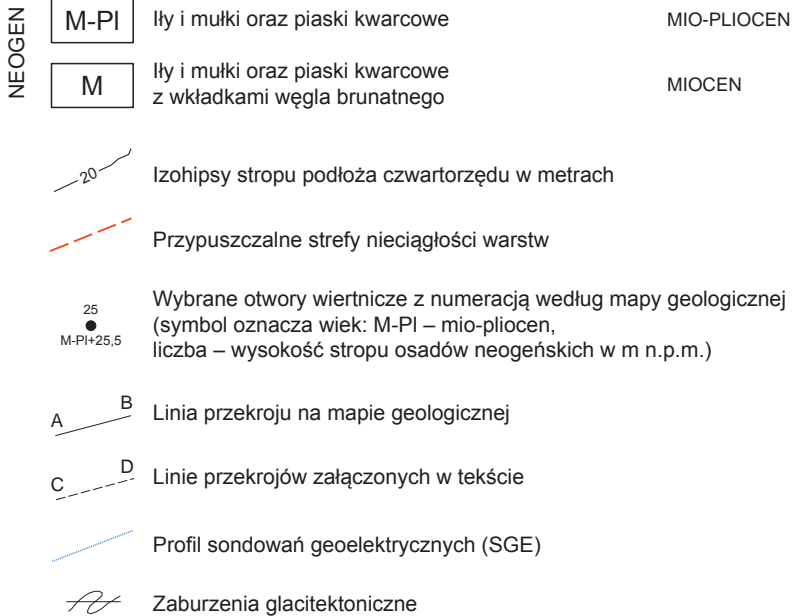 NEOGEN
M-Pl Iły i mułki oraz piaski kwarcowe MIO-PLIOCEN
M Iły i mułki oraz piaski kwarcowe
z wkładkami węgla brunatnego MIOCEN
20 Izohipsy stropu podłoża czwartorzędu w metrach
Przypuszczalne strefy nieciągłości warstw
25
M-Pl+25,5
Wybrane otwory wiertnicze z numeracją według mapy geologicznej
(symbol oznacza wiek: M-Pl – mio-pliocen,
liczba – wysokość stropu osadów neogeńskich w m n.p.m.)
A B Linia przekroju na mapie geologicznej
C D Linie przekrojów załączonych w tekście
Profil sondowań geoelektrycznych (SGE)
Zaburzenia glacitektoniczne